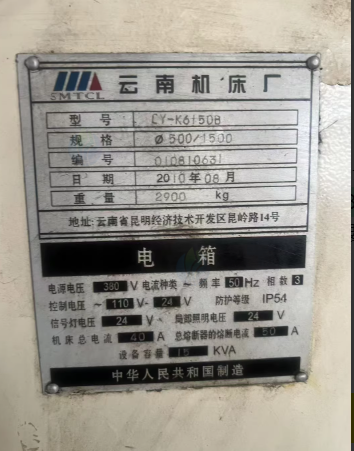 SMTCL 云南机床厂
型号 CY-K6150B
规格 Ø500/1500
编号 010810631
日期 2010年08月
重量 2900 kg
地址:云南省昆明经济技术开发区昆岭路14号
电 箱
电源电压 380 V 电流种类~ 频率 50 Hz 相数 3
控制电压 ~ 110 V- 24 V 防护等级 IP54
信号灯电压 24 V 局部照明电压 24 V
机床总电流 40 A 总熔断器的熔断电流 50 A
设备容量 15 KVA
中华人民共和国制造